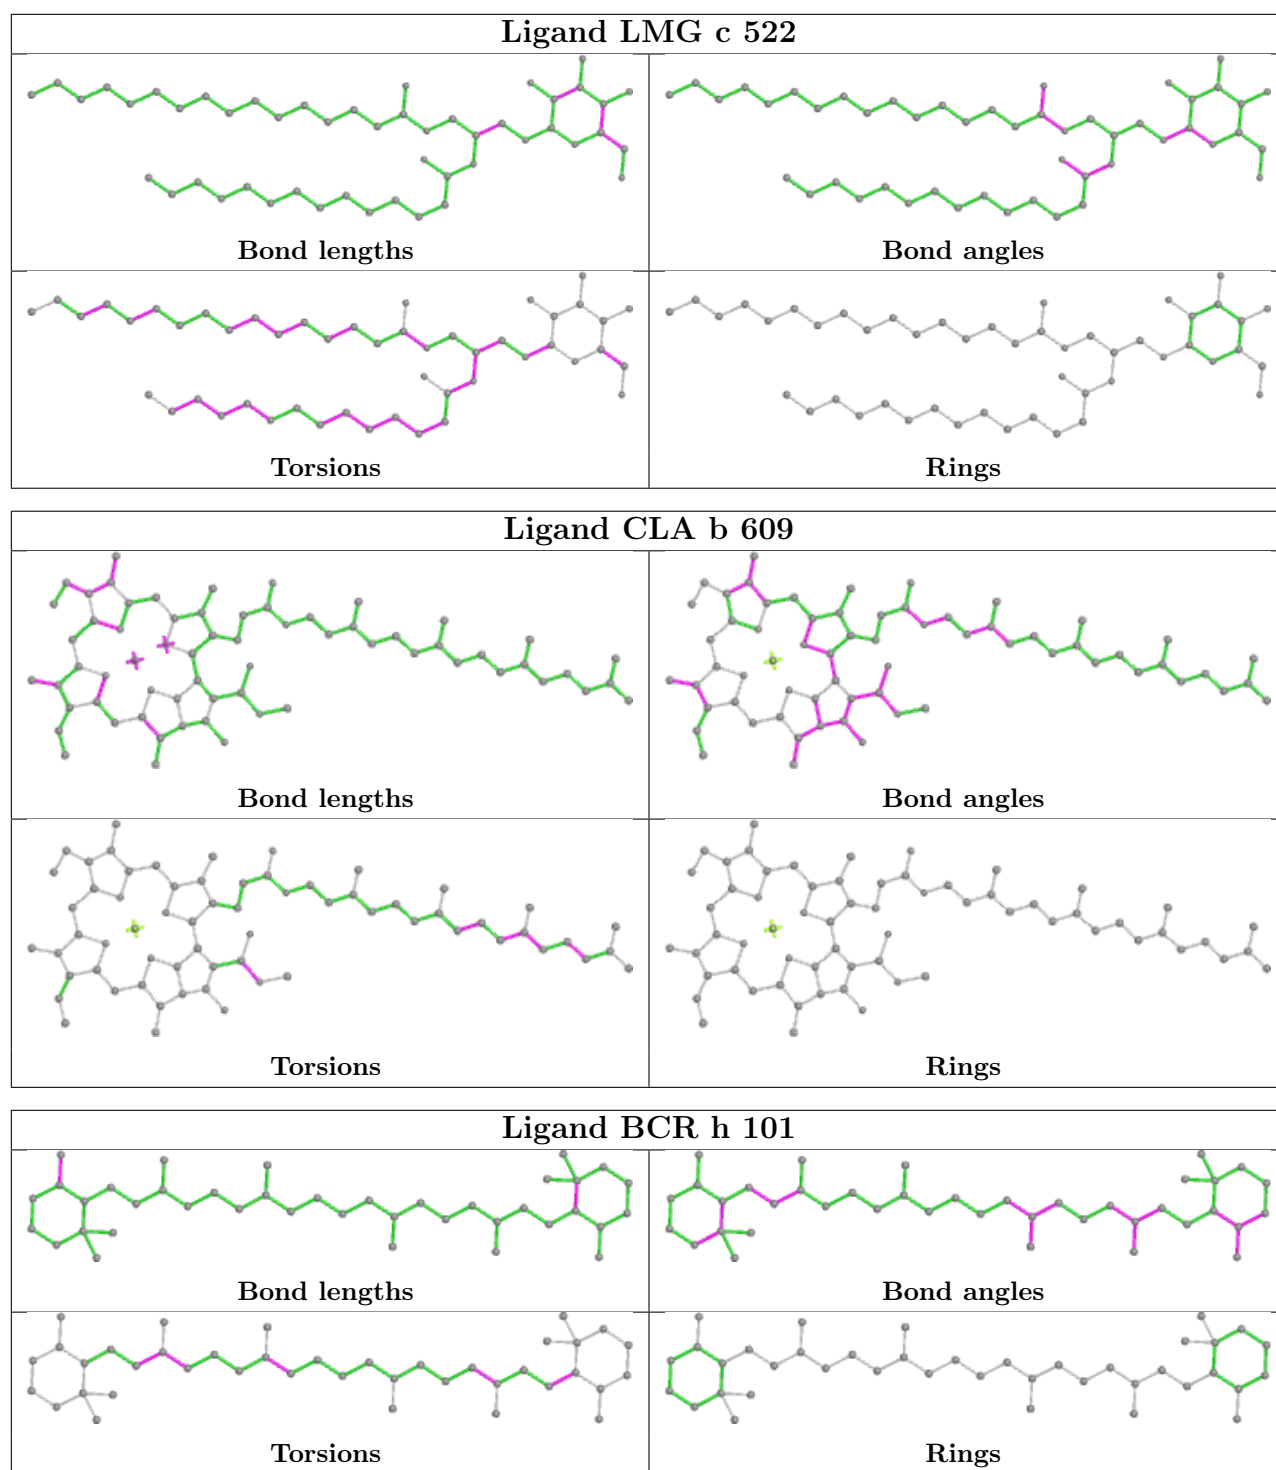 Ligand LMG c 522
Bond lengths
Bond angles
Torsions
Rings
Ligand CLA b 609
Bond lengths
Bond angles
Torsions
Rings
Ligand BCR h 101
Bond lengths
Bond angles
Torsions
Rings